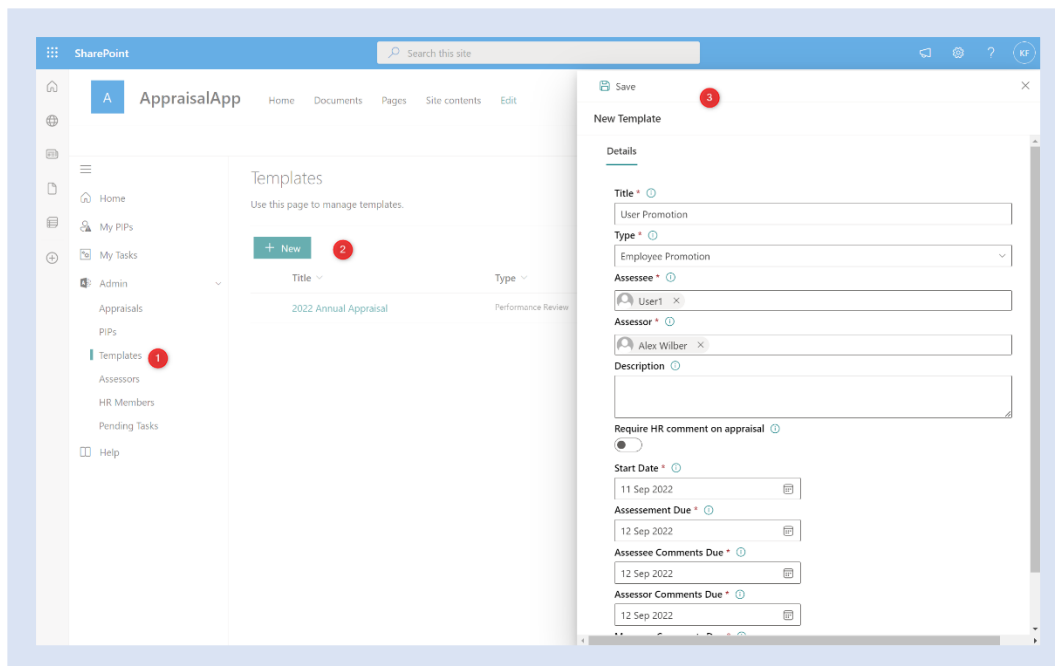 SharePoint
Search this site
?
KF
A
AppraisalApp
Home Documents Pages Site contents Edit
Home
My PIPs
My Tasks
Admin
Appraisals
PIPs
Templates 1
Assessors
HR Members
Pending Tasks
Help
Templates
Use this page to manage templates.
+ New 2
Title Type
2022 Annual Appraisal Performance Review
Save 3
New Template
Details
Title *
User Promotion
Type *
Employee Promotion
Assessee *
User1
Assessor *
Alex Wilber
Description
Require HR comment on appraisal
Start Date *
11 Sep 2022
Assessement Due *
12 Sep 2022
Assessee Comments Due *
12 Sep 2022
Assessor Comments Due *
12 Sep 2022